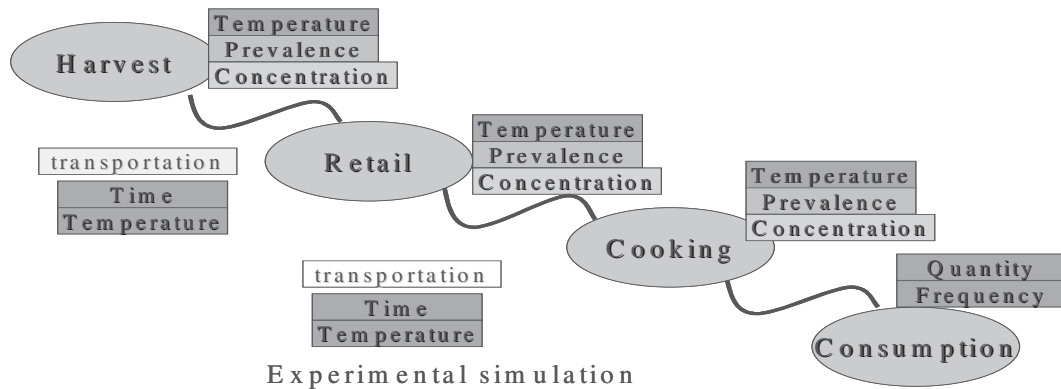 Temperature
Prevalence
Concentration
Harvest
transportation
Time
Temperature
Retail
Temperature
Prevalence
Concentration
transportation
Time
Temperature
Cooking
Temperature
Prevalence
Concentration
Quantity
Frequency
Consumption
Experimental simulation